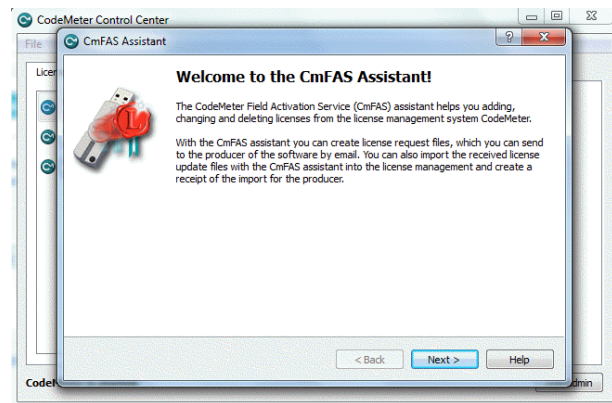 CodeMeter Control Center
File
CmFAS Assistant
Welcome to the CmFAS Assistant!
The CodeMeter Field Activation Service (CmFAS) assistant helps you adding,
changing and deleting licenses from the license management system CodeMeter.
With the CmFAS assistant you can create license request files, which you can send
to the producer of the software by email. You can also import the received license
update files with the CmFAS assistant into the license management and create a
receipt of the import for the producer.
< Back
Next >
Help